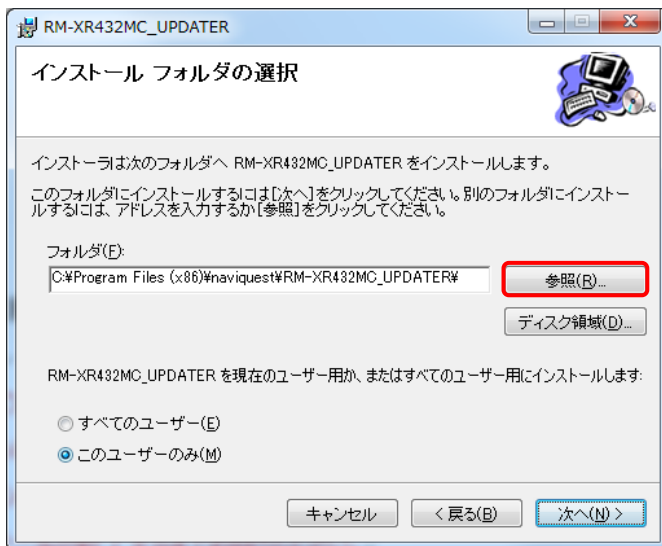 RM-XR432MC_UPDATER
インストール フォルダの選択
インストーラは次のフォルダへ RM-XR432MC_UPDATER をインストールします。
このフォルダにインストールするには[次へ]をクリックしてください。別のフォルダにインストー
ルするには、アドレスを入力するか[参照]をクリックしてください。
フォルダ(F):
C:¥Program Files (x86)¥naviquest¥RM-XR432MC_UPDATER¥
参照(R)...
ディスク領域(D)...
RM-XR432MC_UPDATER を現在のユーザー用か、またはすべてのユーザー用にインストールします:
すべてのユーザー(E)
このユーザーのみ(M)
キャンセル
< 戻る(B)
次へ(N) >